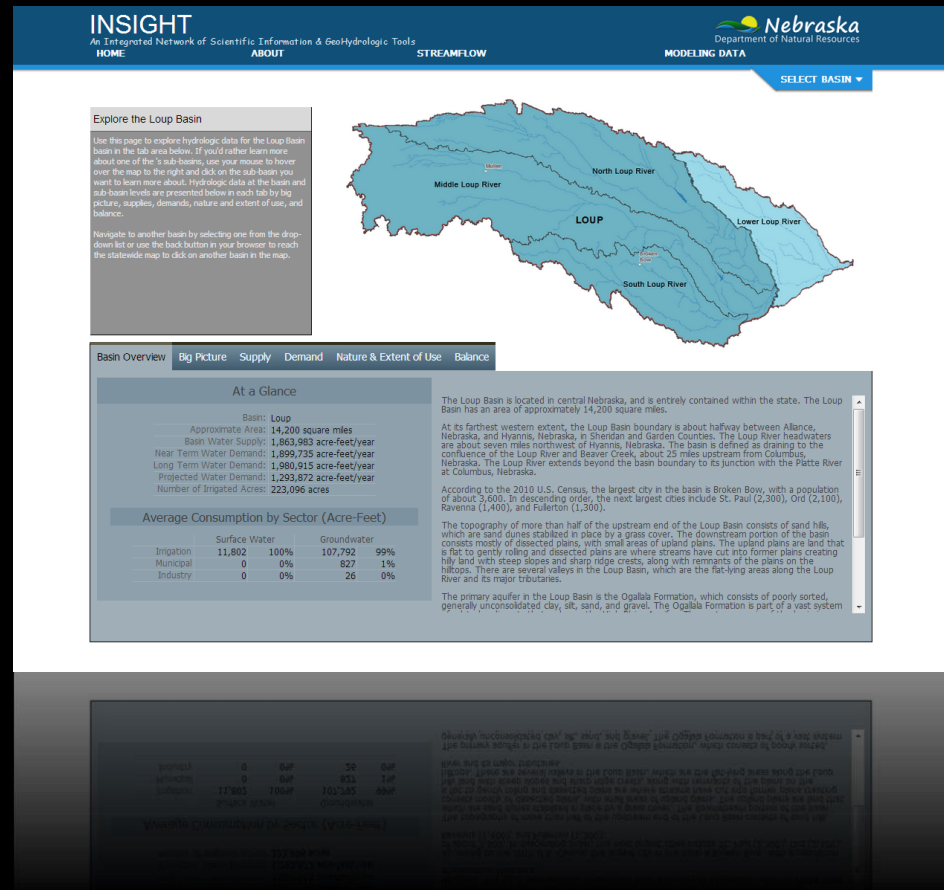 INSIGHT
An Integrated Network of Scientific Information & GeoHydrologic Tools
Nebraska
Department of Natural Resources
HOME ABOUT STREAMFLOW MODELING DATA
SELECT BASIN
Explore the Loup Basin
Use this page to explore hydrologic data for the Loup Basin
basin in the tab area below. If you'd rather learn more
about one of the 's sub-basins, use your mouse to hover
over the map to the right and click on the sub-basin you
want to learn more about. Hydrologic data at the basin and
sub-basin levels are presented below in each tab by big
picture, supplies, demands, nature and extent of use, and
balance.
Navigate to another basin by selecting one from the drop-
down list or use the back button in your browser to reach
the statewide map to click on another basin in the map.
North Loup River
Middle Loup River
LOUP
Lower Loup River
South Loup River
Basin Overview Big Picture Supply Demand Nature & Extent of Use Balance
At a Glance
Basin: Loup
Approximate Area: 14,200 square miles
Basin Water Supply: 1,863,983 acre-feet/year
Near Term Water Demand: 1,899,735 acre-feet/year
Long Term Water Demand: 1,980,915 acre-feet/year
Projected Water Demand: 1,293,872 acre-feet/year
Number of Irrigated Acres: 223,096 acres
Average Consumption by Sector (Acre-Feet)
Surface Water Groundwater
Irrigation 11,802 100% 107,792 99%
Municipal 0 0% 827 1%
Industry 0 0% 26 0%
The Loup Basin is located in central Nebraska, and is entirely contained within the state. The Loup
Basin has an area of approximately 14,200 square miles.
At its farthest western extent, the Loup Basin boundary is about halfway between Alliance,
Nebraska, and Hyannis, Nebraska, in Sheridan and Garden Counties. The Loup River headwaters
are about seven miles northwest of Hyannis, Nebraska. The basin is defined as draining to the
confluence of the Loup River and Beaver Creek, about 25 miles upstream from Columbus,
Nebraska. The Loup River extends beyond the basin boundary to its junction with the Platte River
at Columbus, Nebraska.
According to the 2010 U.S. Census, the largest city in the basin is Broken Bow, with a population
of about 3,600. In descending order, the next largest cities include St. Paul (2,300), Ord (2,100),
Ravenna (1,400), and Fullerton (1,300).
The topography of more than half of the upstream end of the Loup Basin consists of sand hills,
which are sand dunes stabilized in place by a grass cover. The downstream portion of the basin
consists mostly of dissected plains, with small areas of upland plains. The upland plains are land that
is flat to gently rolling and dissected plains are where streams have cut into former plains creating
hilly land with steep slopes and sharp ridge crests, along with remnants of the plains on the
hilltops. There are several valleys in the Loup Basin, which are the flat-lying areas along the Loup
River and its major tributaries.
The primary aquifer in the Loup Basin is the Ogallala Formation, which consists of poorly sorted,
generally unconsolidated clay, silt, sand, and gravel. The Ogallala Formation is part of a vast system